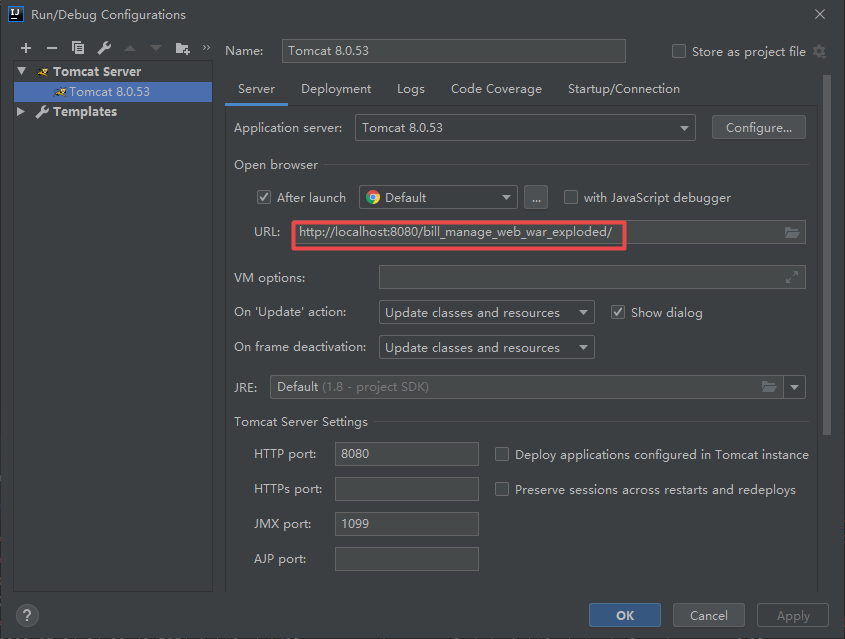 IJ Run/Debug Configurations
Name: Tomcat 8.0.53 Store as project file
Tomcat Server
Tomcat 8.0.53
Templates
Server Deployment Logs Code Coverage Startup/Connection
Application server: Tomcat 8.0.53 Configure...
Open browser
After launch Default ... with JavaScript debugger
URL: http://localhost:8080/bill_manage_web_war_exploded/
VM options:
On 'Update' action: Update classes and resources Show dialog
On frame deactivation: Update classes and resources
JRE: Default (1.8 - project SDK)
Tomcat Server Settings
HTTP port: 8080 Deploy applications configured in Tomcat instance
HTTPs port: Preserve sessions across restarts and redeploys
JMX port: 1099
AJP port:
? OK Cancel Apply